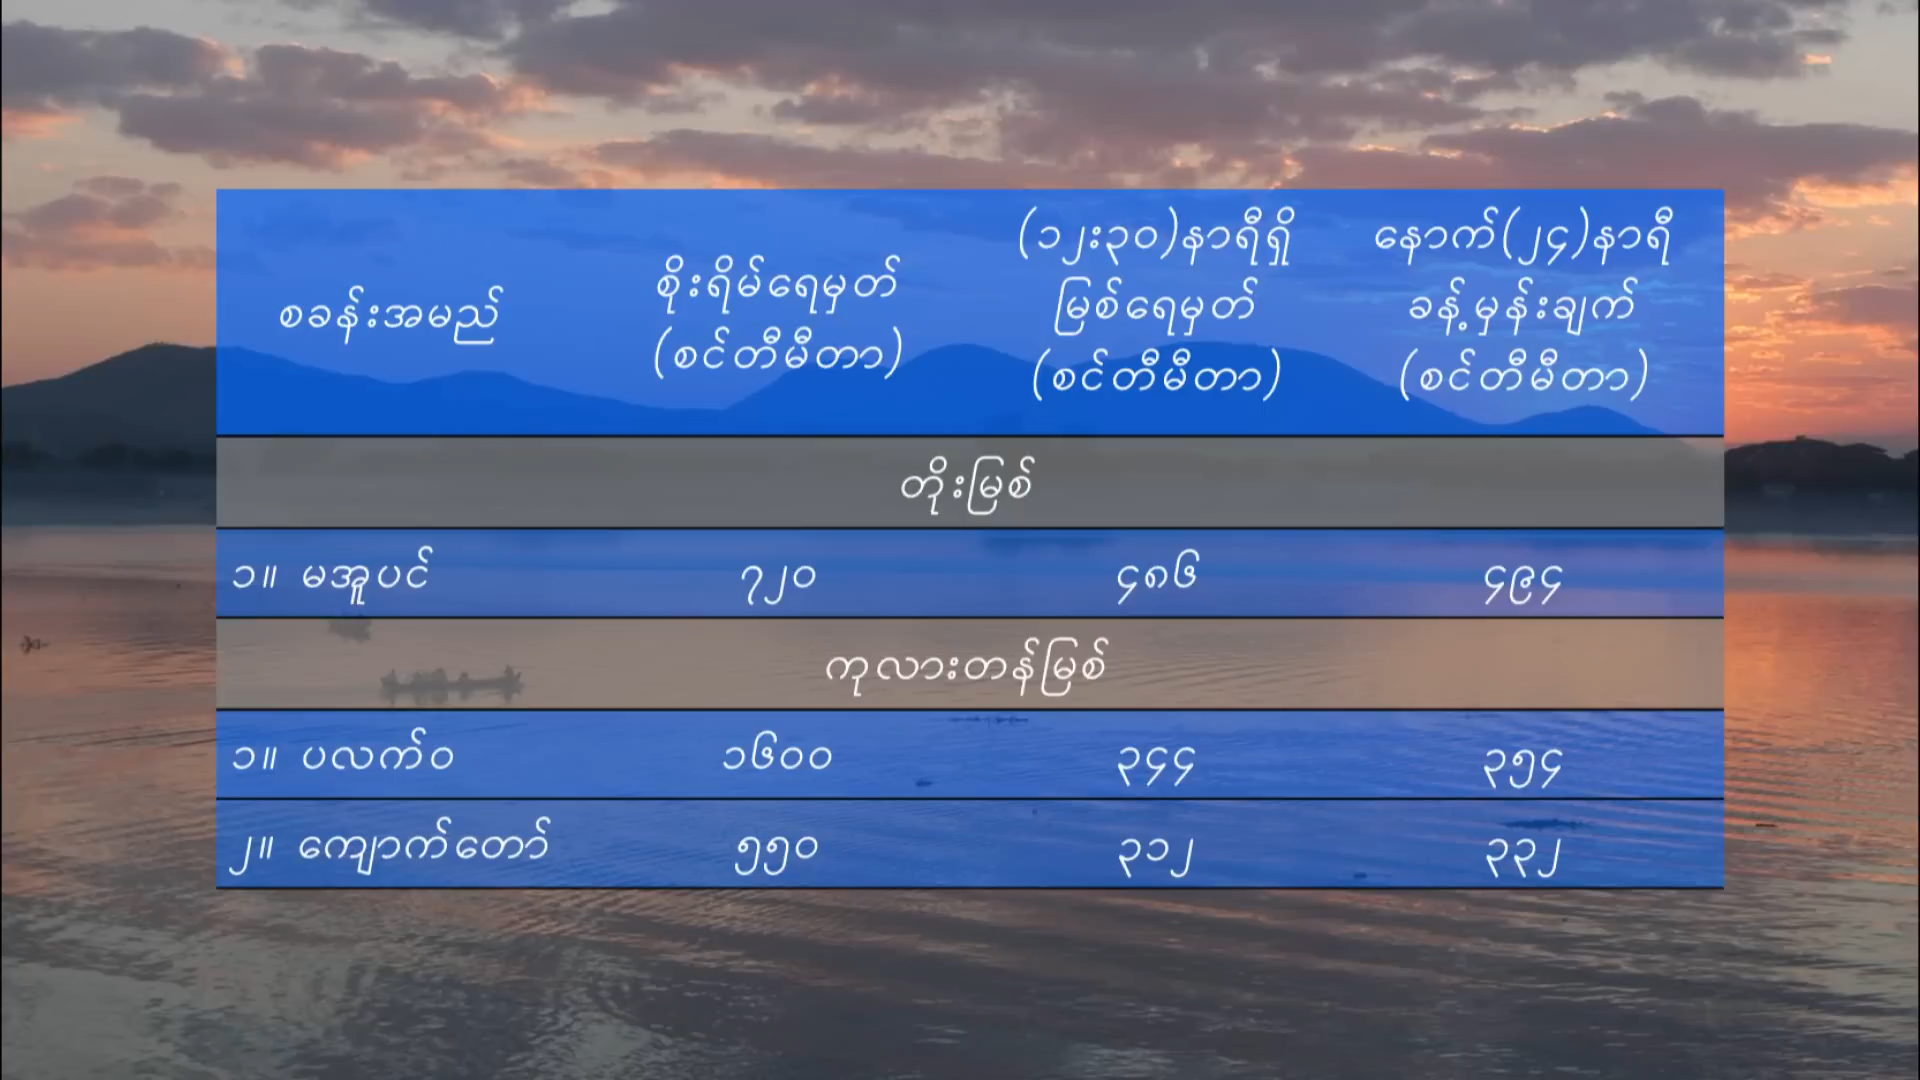 စခန်းအမည်
စိုးရိမ်ရေမှတ်
(စင်တီမီတာ)
(၁၂း၃၀)နာရီရှိ
မြစ်ရေမှတ်
(စင်တီမီတာ)
နောက်(၂၄)နာရီ
ခန့်မှန်းချက်
(စင်တီမီတာ)
တိုးမြစ်
၁။ မအူပင် ၇၂၀ ၄၈၆ ၄၉၄
ကုလားတန်မြစ်
၁။ ပလက်ဝ ၁၆၀၀ ၃၄၄ ၃၅၄
၂။ ကျောက်တော် ၅၅၀ ၃၁၂ ၃၃၂